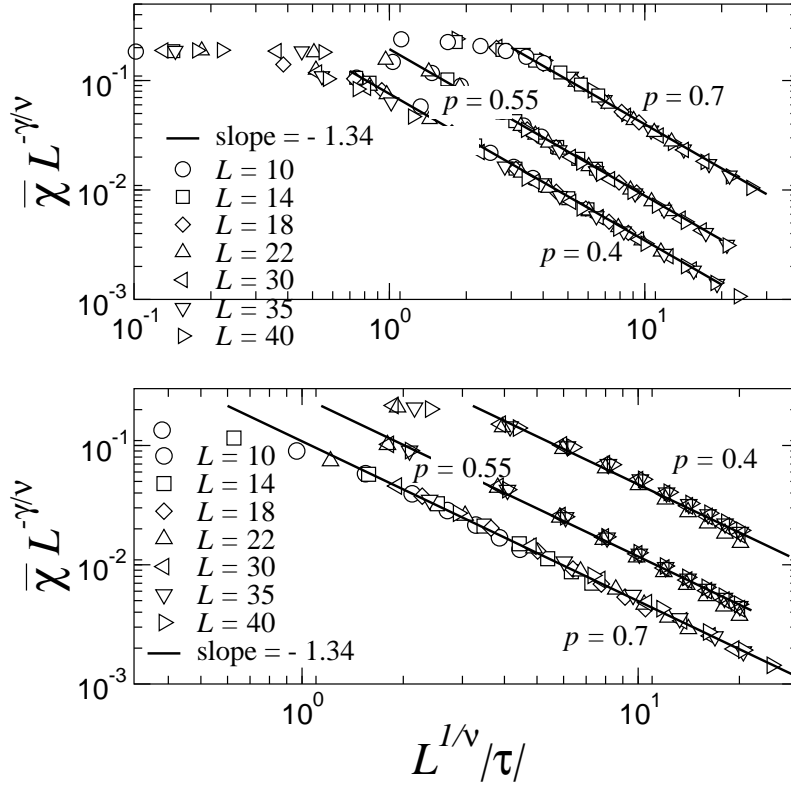 10^0
10^-1
10^-2
10^-3
χ̅ L^-γ/ν
p = 0.55
p = 0.7
slope = - 1.34
L = 10
L = 14
L = 18
L = 22
L = 30
L = 35
L = 40
p = 0.4
10^-1
10^0
10^1
10^-1
10^-2
10^-3
χ̅ L^-γ/ν
L = 10
L = 14
L = 18
L = 22
L = 30
L = 35
L = 40
slope = - 1.34
p = 0.55
p = 0.4
p = 0.7
10^0
10^1
L^1/ν/|τ|